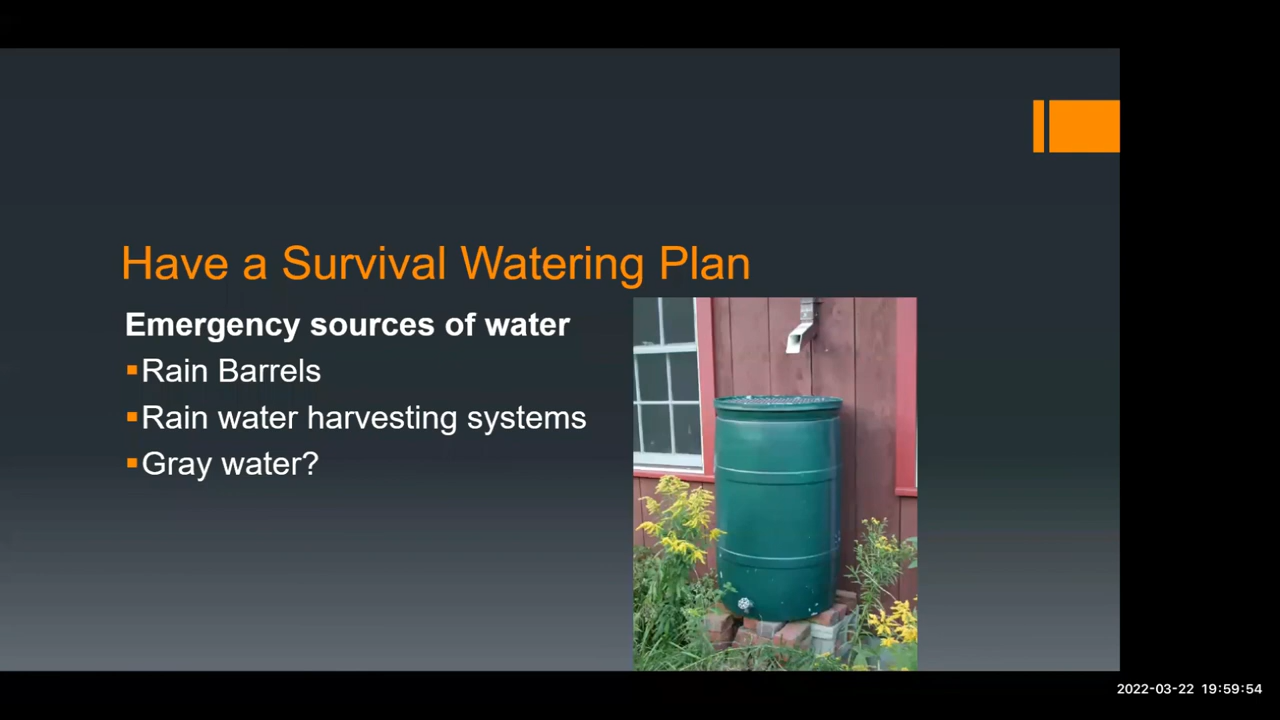 Have a Survival Watering Plan
Emergency sources of water
▪Rain Barrels
▪Rain water harvesting systems
▪Gray water?
2022-03-22 19:59:54